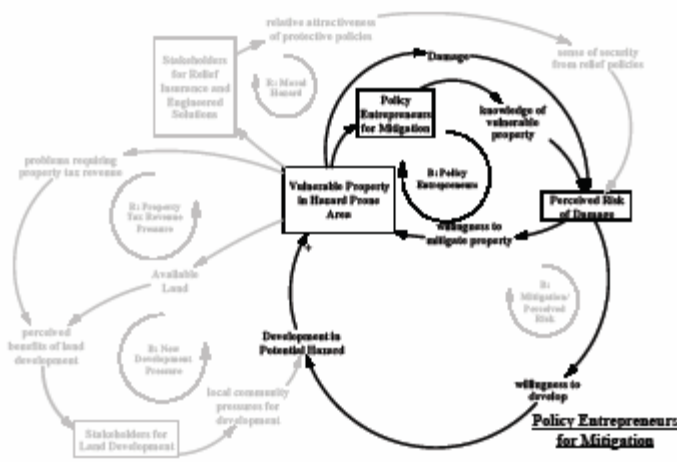 relative attractiveness
of protective policies
Stakeholders
for Relief
Insurance and
Engineered
Solutions
R: Moral
Hazard
Damage
sense of security
from relief policies
Policy
Entrepreneurs
for Mitigation
knowledge of
vulnerable
property
problems requiring
property tax revenue
R: Property
Tax Revenue
Pressure
Vulnerable Property
in Hazard Prone
Area
B: Policy
Entrepreneurs
Perceived Risk
of Damage
willingness to
mitigate property
+
Available
Land
B:
Mitigation/
Perceived
Risk
perceived
benefits of land
development
R: New
Development
Pressure
Development in
Potential Hazard
local community
pressures for
development
willingness to
develop
Stakeholders for
Land Development
Policy Entrepreneurs
for Mitigation